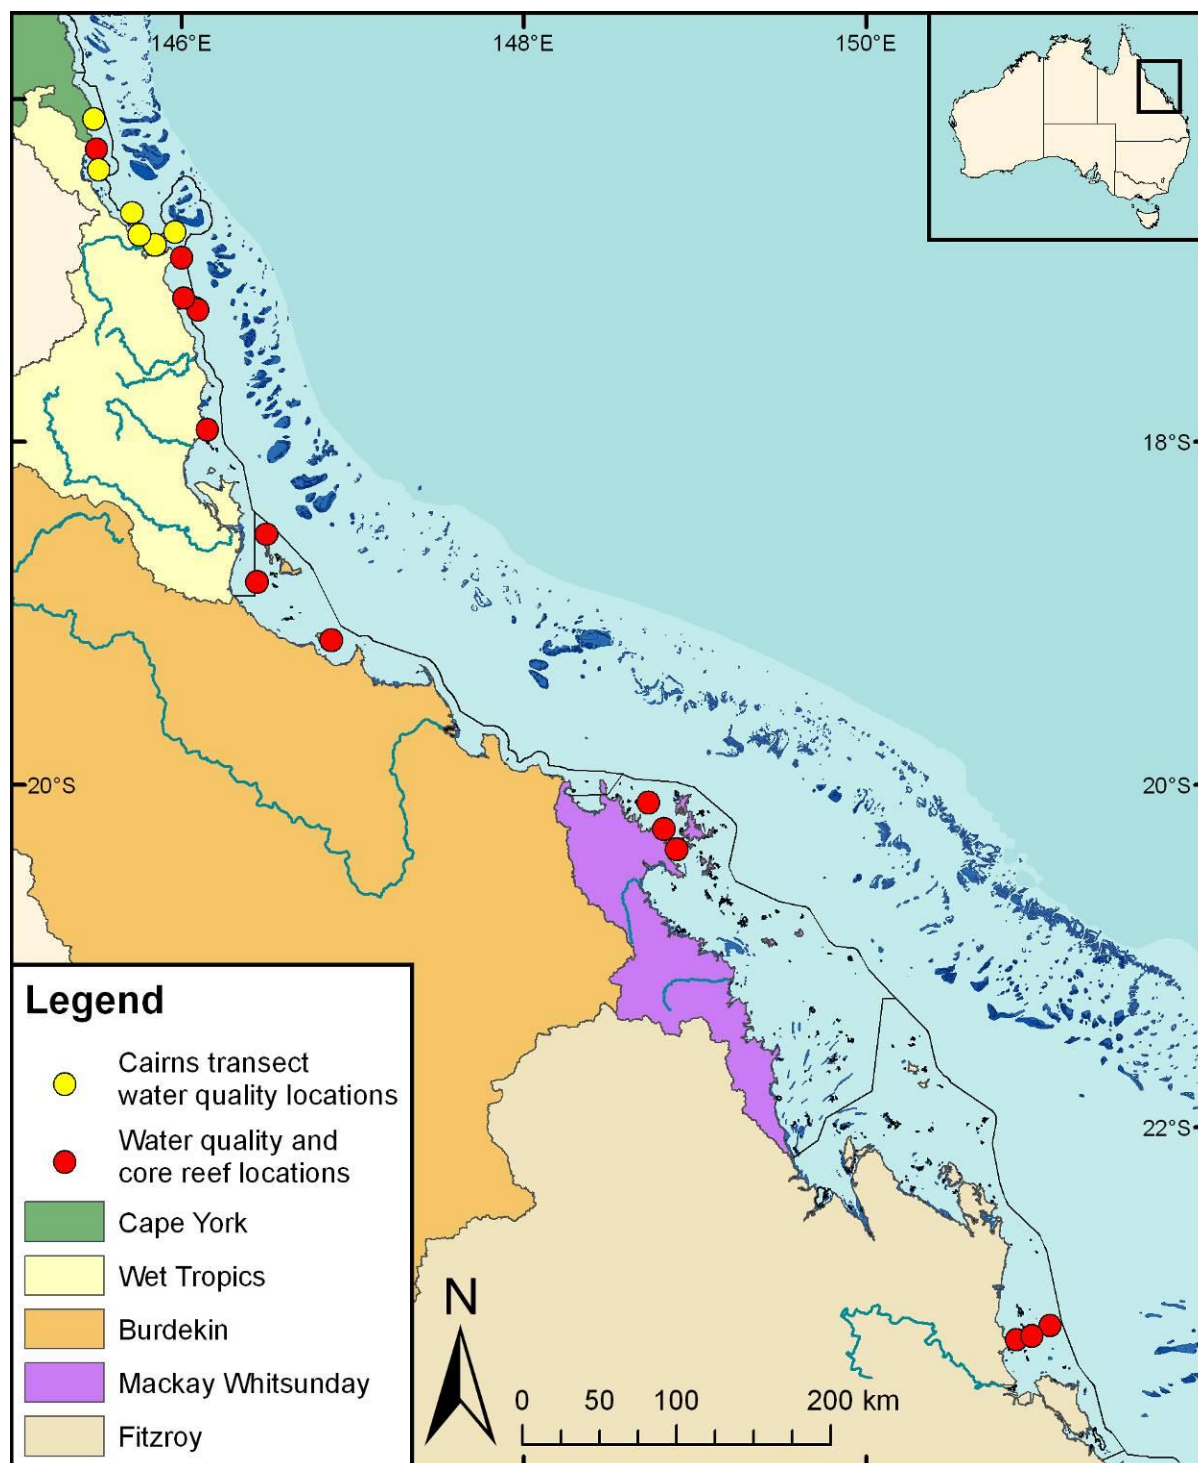 146°E
148°E
150°E
18°S
20°S
20°S
22°S
Legend
Cairns transect
water quality locations
Water quality and
core reef locations
Cape York
Wet Tropics
Burdekin
Mackay Whitsunday
Fitzroy
N
0 50 100 200 km